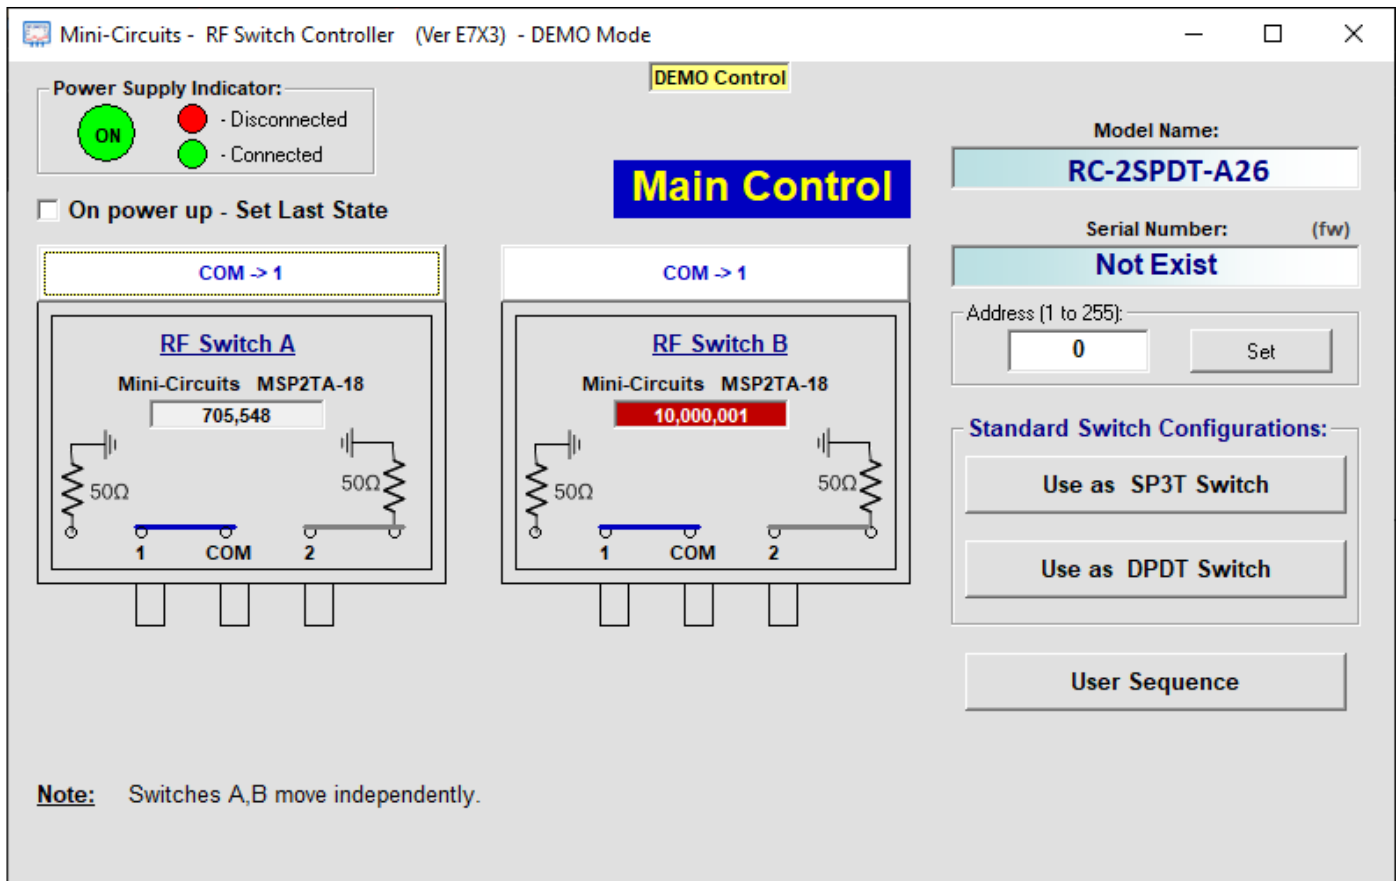 Mini-Circuits - RF Switch Controller (Ver E7X3) - DEMO Mode
DEMO Control
Power Supply Indicator:
ON
- Disconnected
- Connected
On power up - Set Last State
Main Control
Model Name:
RC-2SPDT-A26
Serial Number: (fw)
Not Exist
Address (1 to 255):
0 Set
COM -> 1
RF Switch A
Mini-Circuits MSP2TA-18
705,548
50Ω 50Ω
1 COM 2
COM -> 1
RF Switch B
Mini-Circuits MSP2TA-18
10,000,001
50Ω 50Ω
1 COM 2
Standard Switch Configurations:
Use as SP3T Switch
Use as DPDT Switch
User Sequence
Note: Switches A,B move independently.